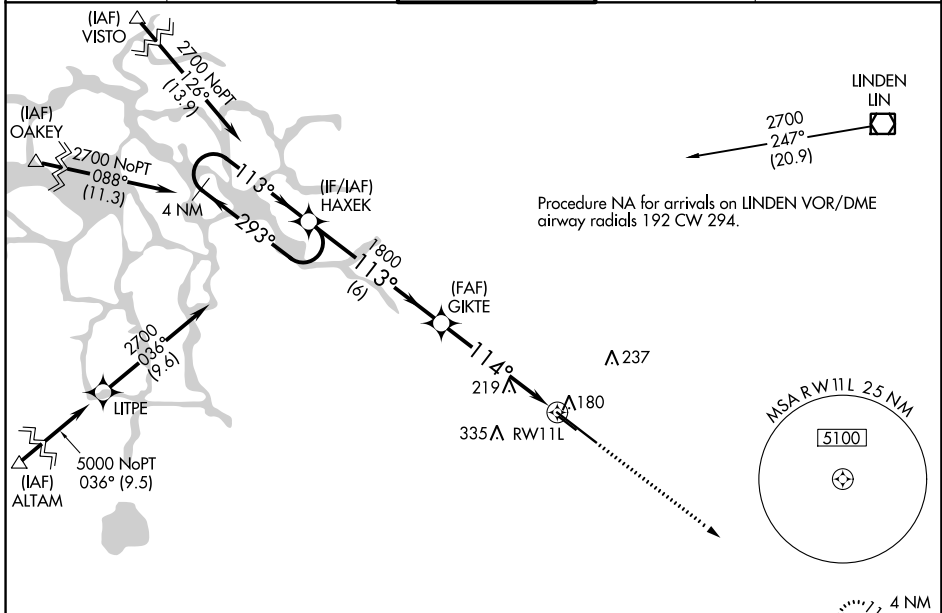 (IAF)
VISTO
2700 NoPT
126°
(13.9)
(IAF)
OAKEY
2700 NoPT
088°
(11.3)
4 NM
113°
293°
(IF/IAF)
HAXEK
LINDEN
LIN
2700
247°
(20.9)
Procedure NA for arrivals on LINDEN VOR/DME
airway radials 192 CW 294.
1800
113°
(6)
(FAF)
GIKTE
114°
237
219
180
335
RW11L
2700
036°
(9.6)
LITPE
5000 NoPT
036° (9.5)
(IAF)
ALTAM
MSA RW11L 25 NM
5100
4 NM